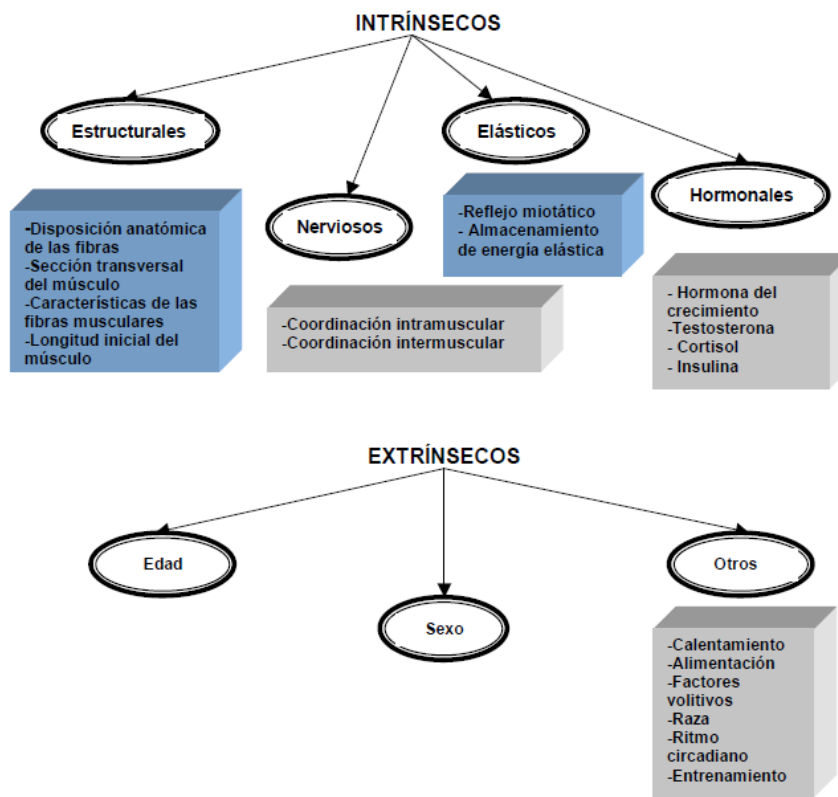 INTRÍNSECOS
Estructurales
Elásticos
Nerviosos
Hormonales
-Disposición anatómica
de las fibras
-Sección transversal
del músculo
-Características de las
fibras musculares
-Longitud inicial del
músculo
-Coordinación intramuscular
-Coordinación intermuscular
-Reflejo miotático
- Almacenamiento
de energía elástica
- Hormona del
crecimiento
-Testosterona
- Cortisol
- Insulina
EXTRÍNSECOS
Edad
Sexo
Otros
-Calentamiento
-Alimentación
-Factores
volitivos
-Raza
-Ritmo
circadiano
-Entrenamiento